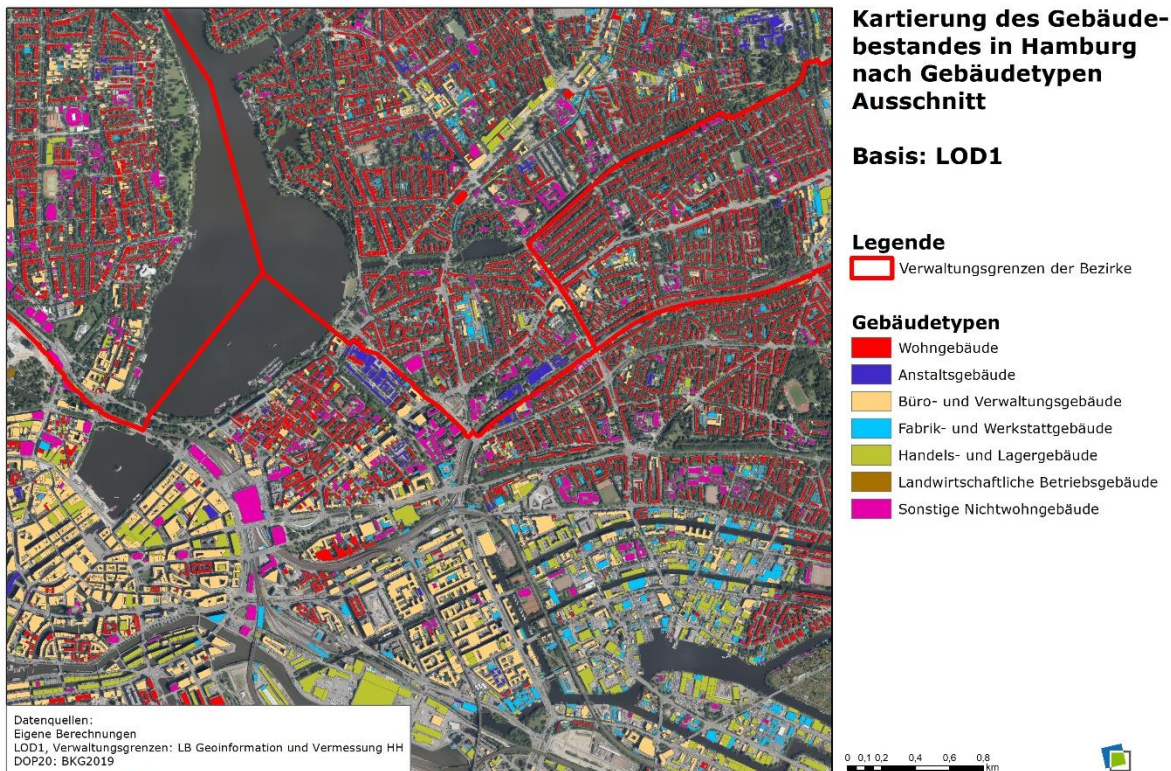 Kartierung des Gebäude-
bestandes in Hamburg
nach Gebäudetypen
Ausschnitt
Basis: LOD1
Legende
Verwaltungsgrenzen der Bezirke
Gebäudetypen
Wohngebäude
Anstaltsgebäude
Büro- und Verwaltungsgebäude
Fabrik- und Werkstattgebäude
Handels- und Lagergebäude
Landwirtschaftliche Betriebsgebäude
Sonstige Nichtwohngebäude
Datenquellen:
Eigene Berechnungen
LOD1, Verwaltungsgrenzen: LB Geoinformation und Vermessung HH
DOP20: BKG2019
0 0,1 0,2 0,4 0,6 0,8
km